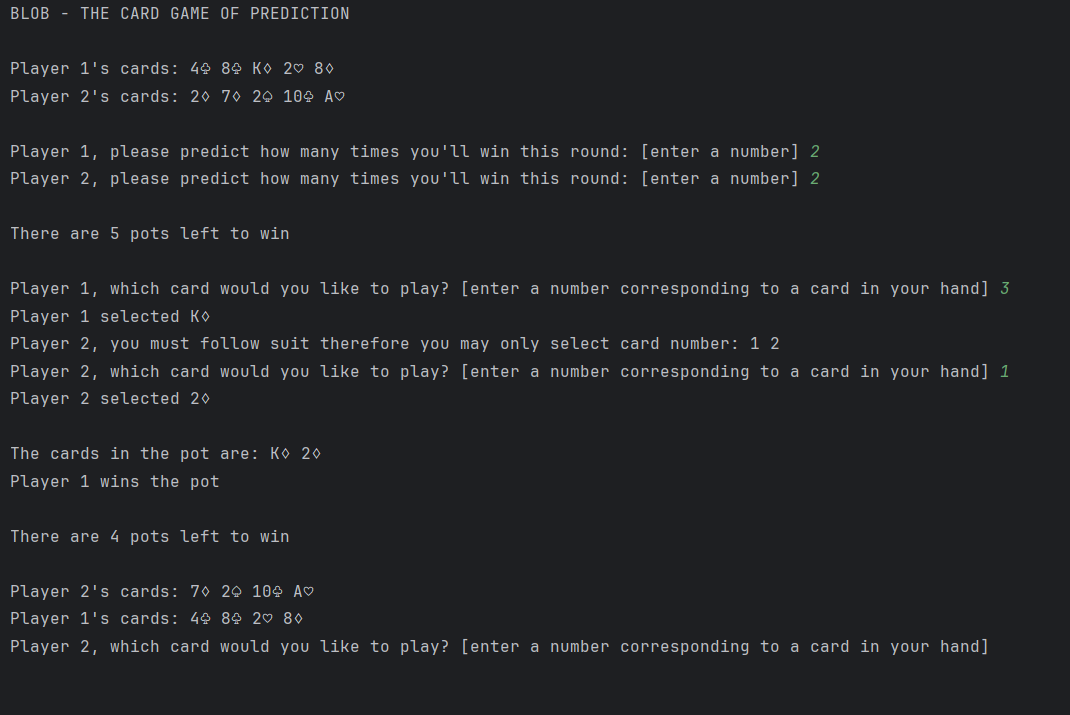 BLOB - THE CARD GAME OF PREDICTION
Player 1's cards: 4♧ 8♧ K♢ 2♡ 8♢
Player 2's cards: 2♢ 7♢ 2♤ 10♧ A♡
Player 1, please predict how many times you'll win this round: [enter a number] 2
Player 2, please predict how many times you'll win this round: [enter a number] 2
There are 5 pots left to win
Player 1, which card would you like to play? [enter a number corresponding to a card in your hand] 3
Player 1 selected K♢
Player 2, you must follow suit therefore you may only select card number: 1 2
Player 2, which card would you like to play? [enter a number corresponding to a card in your hand] 1
Player 2 selected 2♢
The cards in the pot are: K♢ 2♢
Player 1 wins the pot
There are 4 pots left to win
Player 2's cards: 7♢ 2♤ 10♧ A♡
Player 1's cards: 4♧ 8♧ 2♡ 8♢
Player 2, which card would you like to play? [enter a number corresponding to a card in your hand]